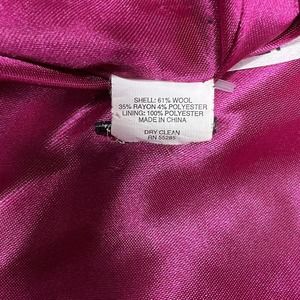 SHELL: 61% WOOL
35% RAYON 4% POLYESTER
LINING: 100% POLYESTER
MADE IN CHINA
DRY CLEAN
RN 55285